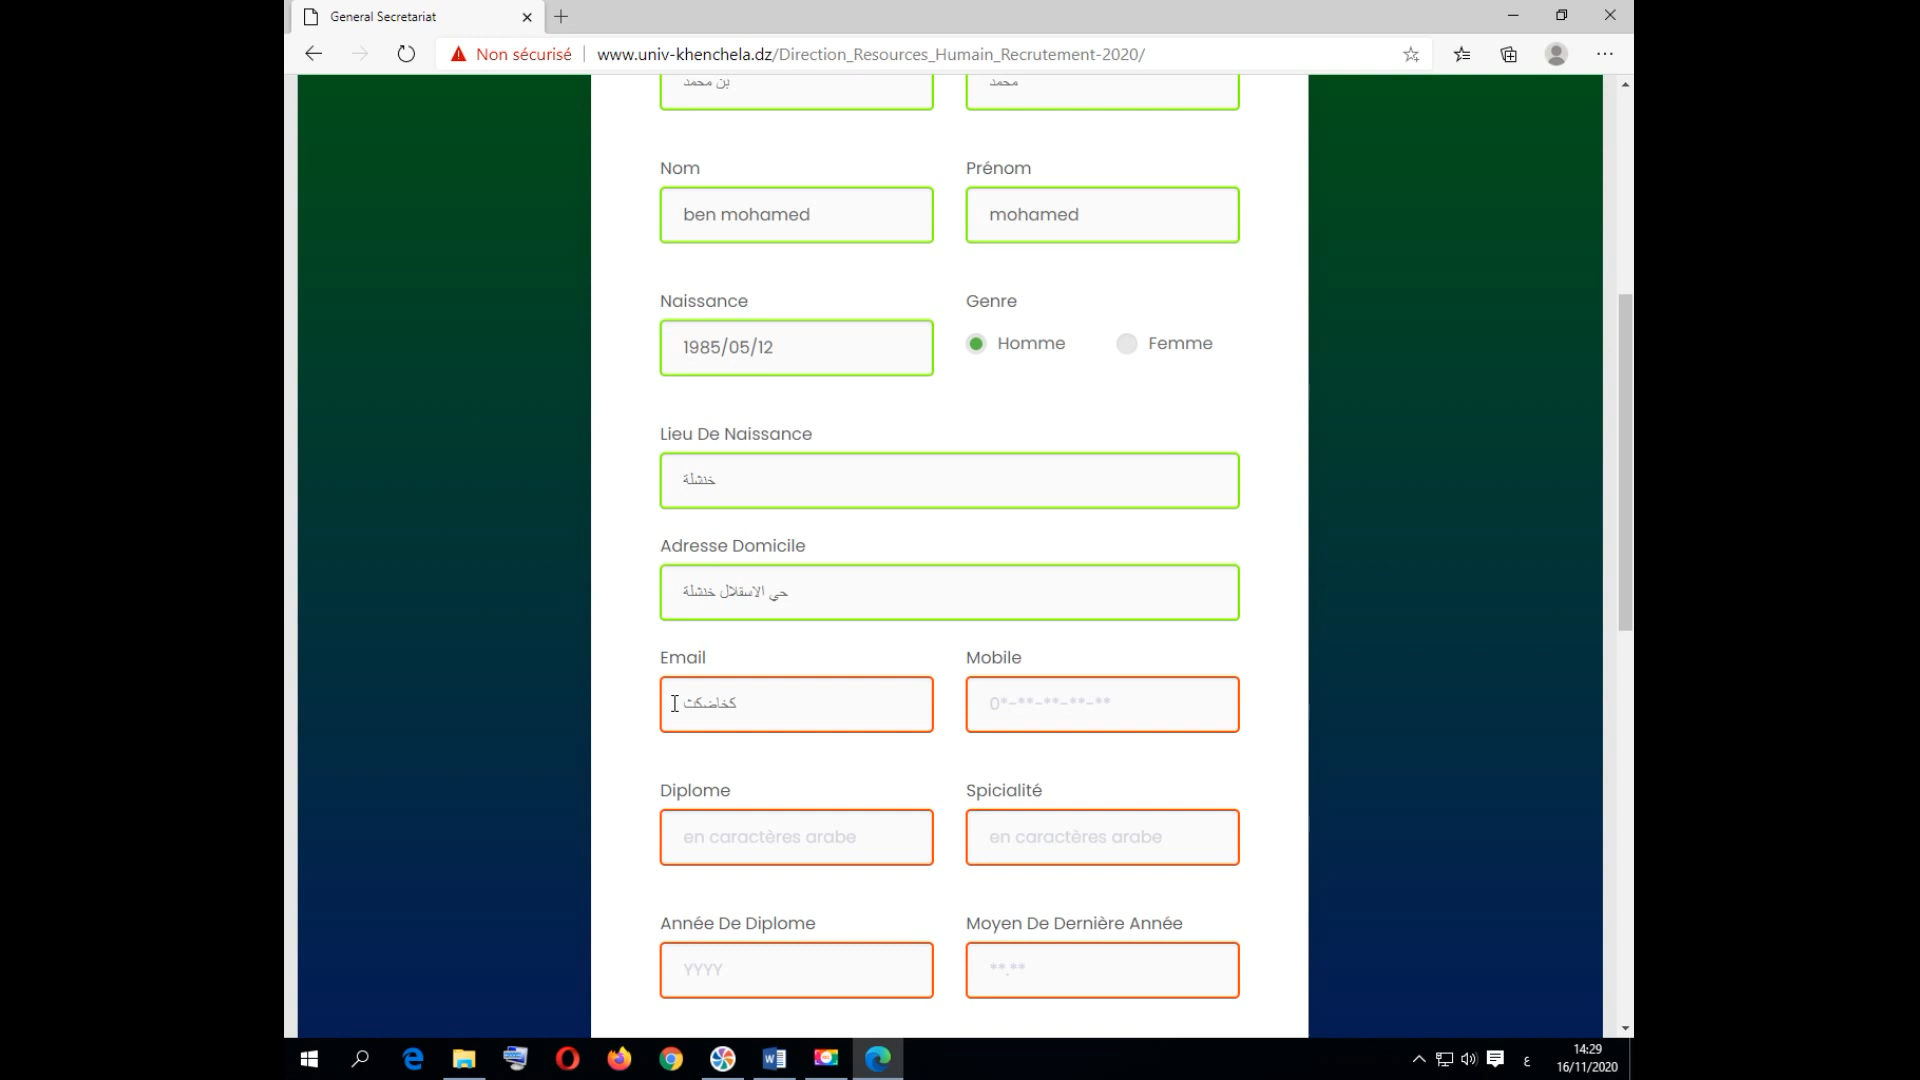 General Secretariat
Non sécurisé
www.univ-khenchela.dz/Direction_Resources_Humain_Recrutement-2020/
بن محمد
محمد
Nom
Prénom
ben mohamed
mohamed
Naissance
Genre
1985/05/12
Homme
Femme
Lieu De Naissance
خنشلة
Adresse Domicile
حي الاسقلال خنشلة
Email
Mobile
كخاضبكث
0*-**-**-**-**
Diplome
Spicialité
en caractères arabe
en caractères arabe
Année De Diplome
Moyen De Dernière Année
YYYY
**.**
ع
14:29
16/11/2020